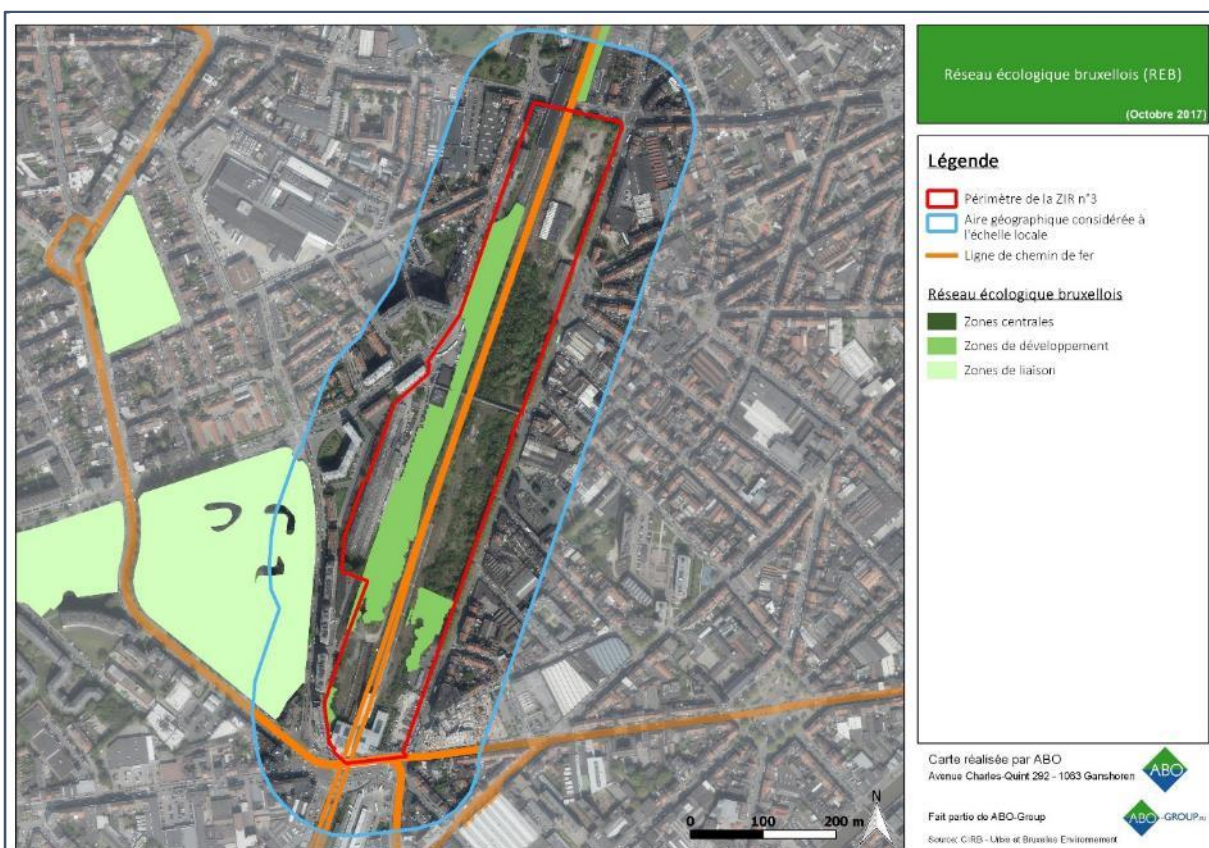 Réseau écologique bruxellois (REB)
(Octobre 2017)
Légende
Périmètre de la ZIR n°3
Aire géographique considérée à
l'échelle locale
Ligne de chemin de fer
Réseau écologique bruxellois
Zones centrales
Zones de développement
Zones de liaison
N
0 100 200 m
Carte réalisée par ABO
Avenue Charles-Quint 292 - 1083 Ganshoren
ABO
Fait partie de ABO-Group
ABO-GROUP
Source: CIRB - Urbis et Bruxelles Environnement